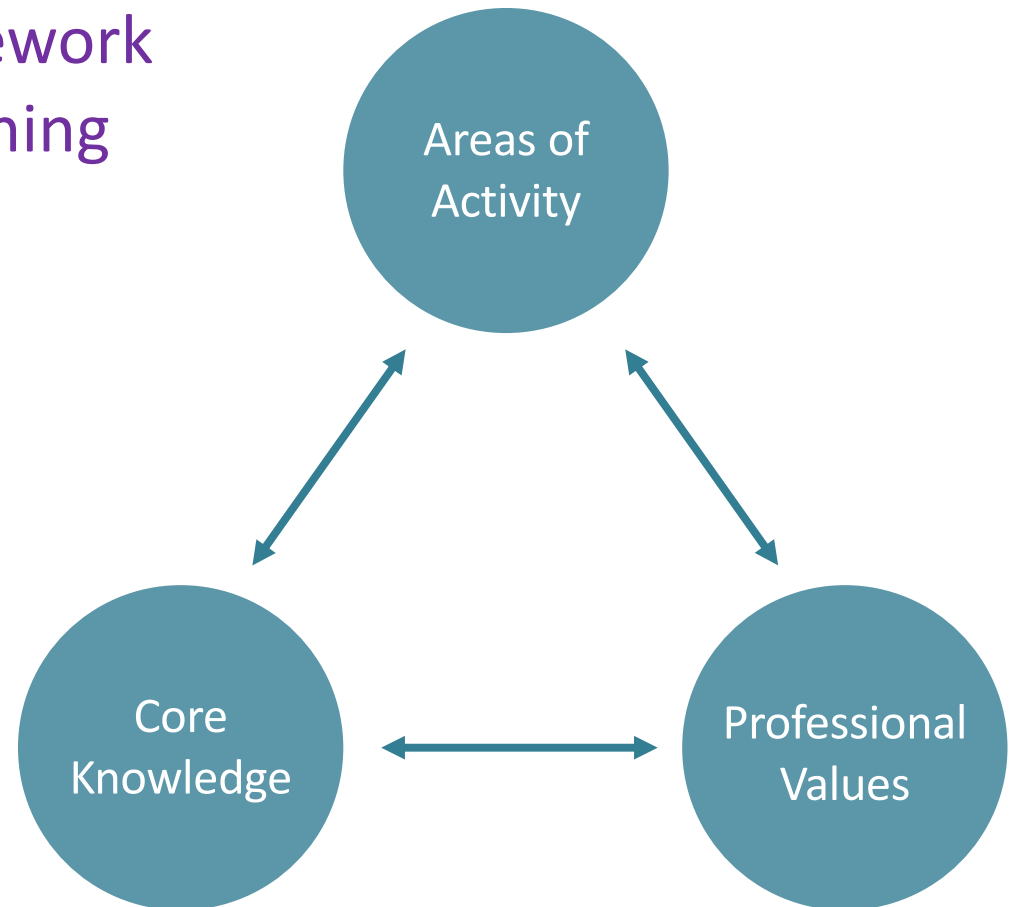 ework
ning
Areas of
Activity
Core
Knowledge
Professional
Values